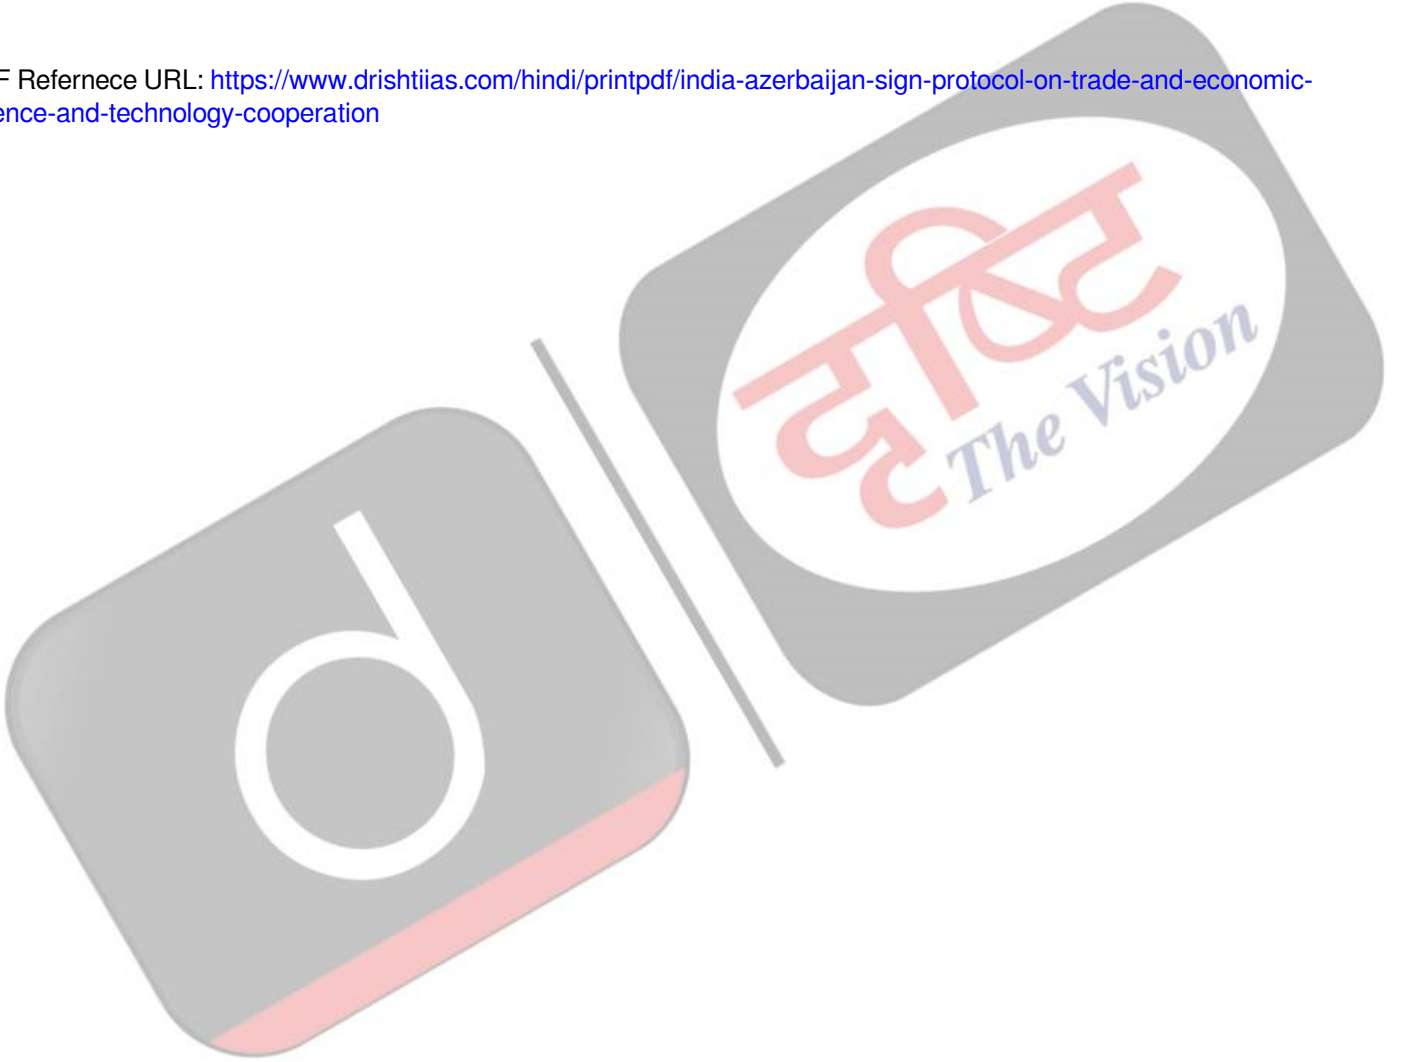 F Refernece URL: https://www.drishtiias.com/hindi/printpdf/india-azerbaijan-sign-protocol-on-trade-and-economic-
ence-and-technology-cooperation
दृष्टि
The Vision
d